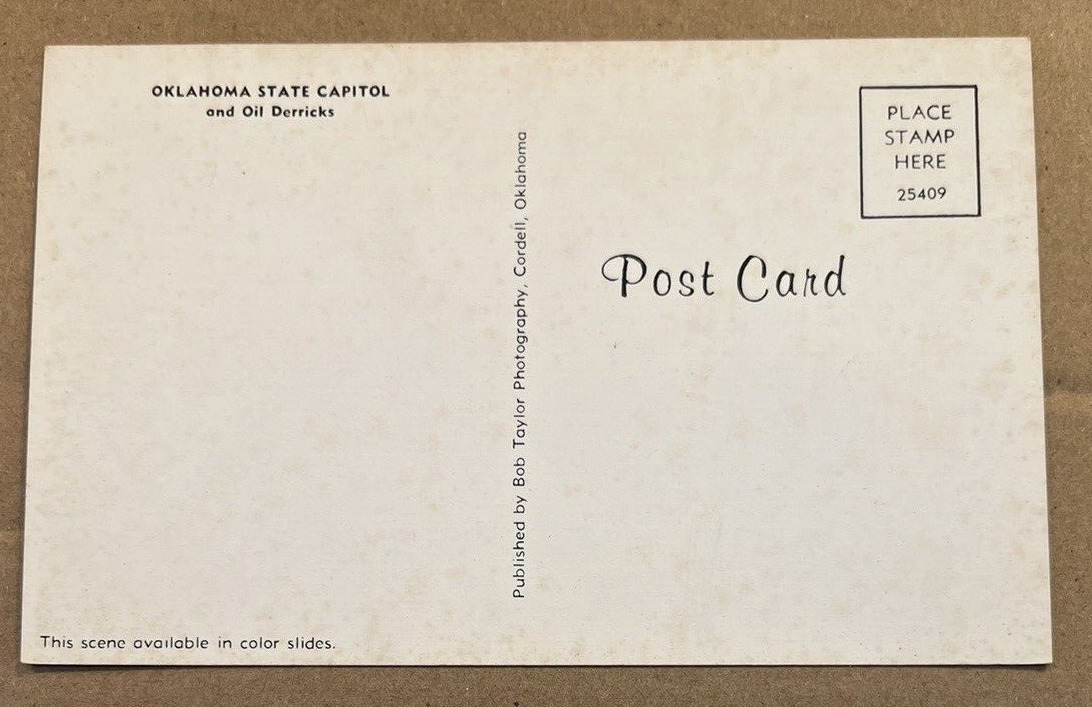 OKLAHOMA STATE CAPITOL
and Oil Derricks
Published by Bob Taylor Photography, Cordell, Oklahoma
PLACE
STAMP
HERE
25409
Post Card
This scene available in color slides.